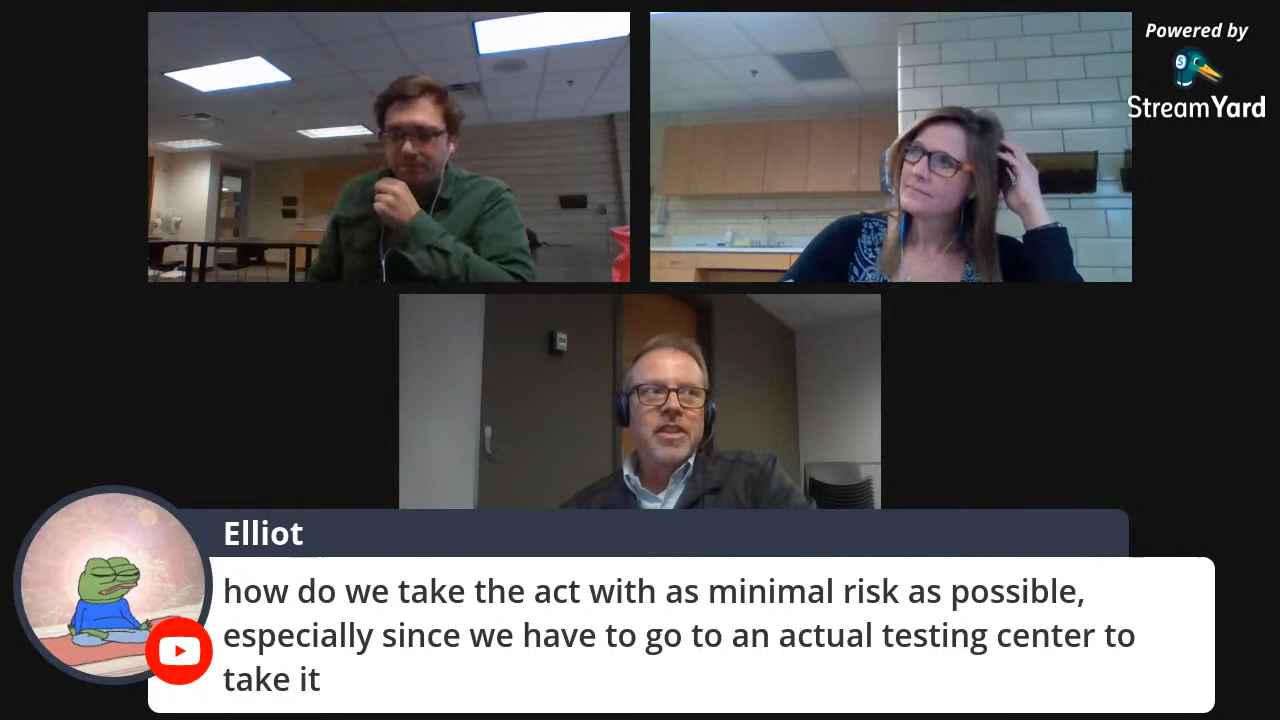 Powered by
StreamYard
Elliot
how do we take the act with as minimal risk as possible,
especially since we have to go to an actual testing center to
take it